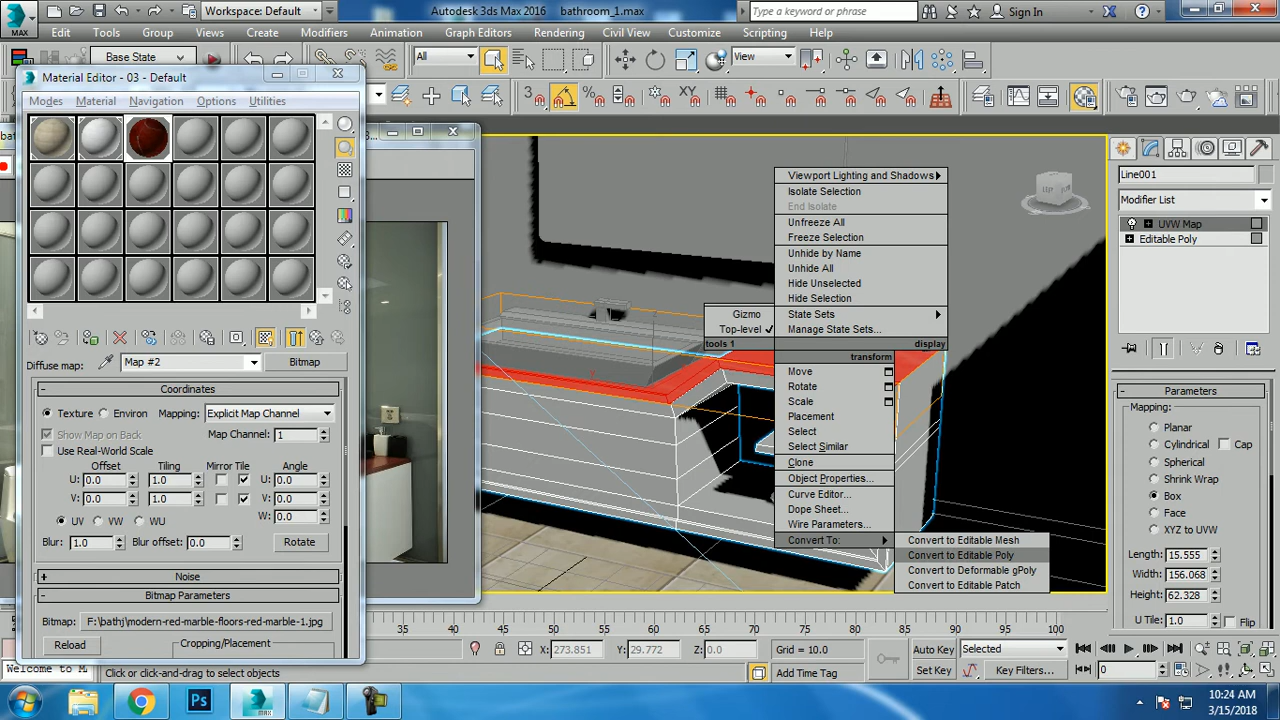 Workspace: Default
Autodesk 3ds Max 2016
bathroom_1.max
Type a keyword or phrase
Sign In
MAX
Edit
Tools
Group
Views
Create
Modifiers
Animation
Graph Editors
Rendering
Civil View
Customize
Scripting
Help
Base State
All
View
Material Editor - 03 - Default
Modes
Material
Navigation
Options
Utilities
Diffuse map:
Map #2
Bitmap
Coordinates
Texture
Environ
Mapping:
Explicit Map Channel
Show Map on Back
Map Channel:
1
Use Real-World Scale
Offset
Tiling
Mirror Tile
Angle
U:
0.0
1.0
U:
0.0
V:
0.0
1.0
V:
0.0
UV
VW
WU
W:
0.0
Blur:
1.0
Blur offset:
0.0
Rotate
Noise
Bitmap Parameters
Bitmap:
F:\bathj\modern-red-marble-floors-red-marble-1.jpg
Reload
Cropping/Placement
Viewport Lighting and Shadows
Isolate Selection
End Isolate
Unfreeze All
Freeze Selection
Unhide by Name
Unhide All
Hide Unselected
Hide Selection
Gizmo
State Sets
Top-level
Manage State Sets...
tools 1
display
transform
Move
Rotate
Scale
Placement
Select
Select Similar
Clone
Object Properties...
Curve Editor...
Dope Sheet...
Wire Parameters...
Convert To:
Convert to Editable Mesh
Convert to Editable Poly
Convert to Deformable gPoly
Convert to Editable Patch
Line001
Modifier List
UVW Map
Editable Poly
Parameters
Mapping:
Planar
Cylindrical
Cap
Spherical
Shrink Wrap
Box
Face
XYZ to UVW
Length:
15.555
Width:
156.068
Height:
62.328
U Tile:
1.0
Flip
35
40
45
50
55
60
65
70
75
80
85
90
95
100
X:
273.851
Y:
29.772
Z:
0.0
Grid = 10.0
Auto Key
Selected
Welcome to M
Click or click-and-drag to select objects
Add Time Tag
Set Key
Key Filters...
0
Ps
MAX
10:24 AM
3/15/2018